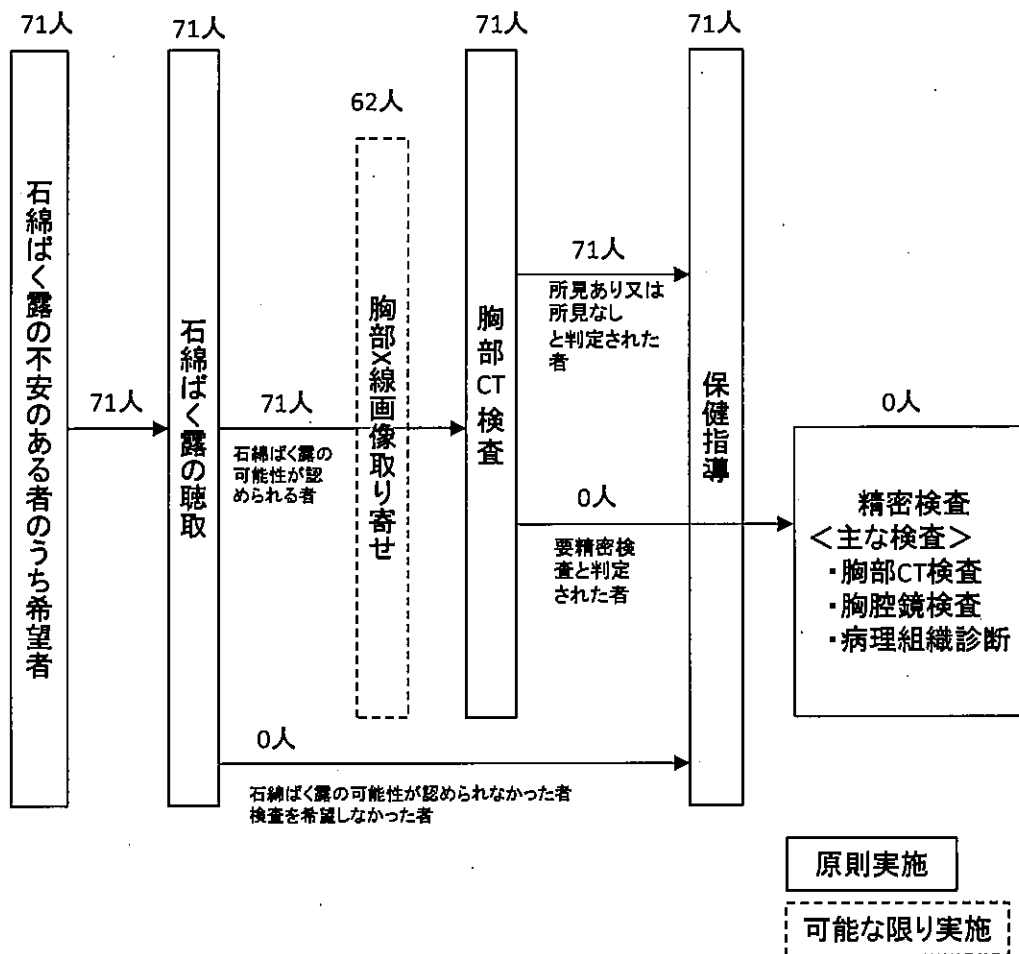 71人
71人
71人
71人
62人
石綿ばく露の不安のある者のうち希望者
71人
石綿ばく露の聴取
71人
石綿ばく露の
可能性が認
められる者
胸部X線画像取り寄せ
胸部CT検査
71人
所見あり又は
所見なし
と判定された
者
0人
要精密検
査と判定
された者
保健指導
0人
精密検査
<主な検査>
・胸部CT検査
・胸腔鏡検査
・病理組織診断
0人
石綿ばく露の可能性が認められなかった者
検査を希望しなかった者
原則実施
可能な限り実施